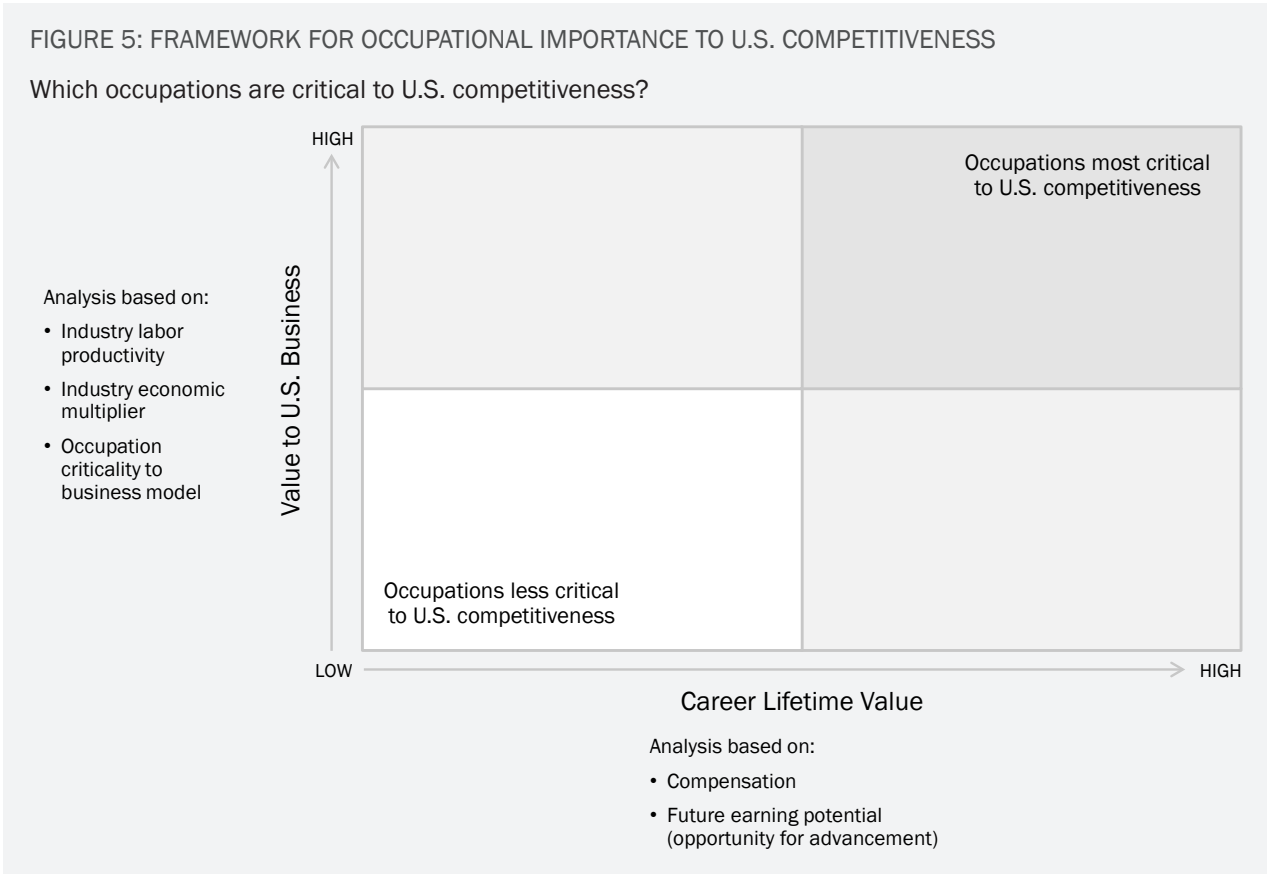 FIGURE 5: FRAMEWORK FOR OCCUPATIONAL IMPORTANCE TO U.S. COMPETITIVENESS
Which occupations are critical to U.S. competitiveness?
HIGH
Occupations most critical
to U.S. competitiveness
Analysis based on:
• Industry labor
productivity
• Industry economic
multiplier
• Occupation
criticality to
business model
Value to U.S. Business
Occupations less critical
to U.S. competitiveness
LOW
HIGH
Career Lifetime Value
Analysis based on:
• Compensation
• Future earning potential
(opportunity for advancement)